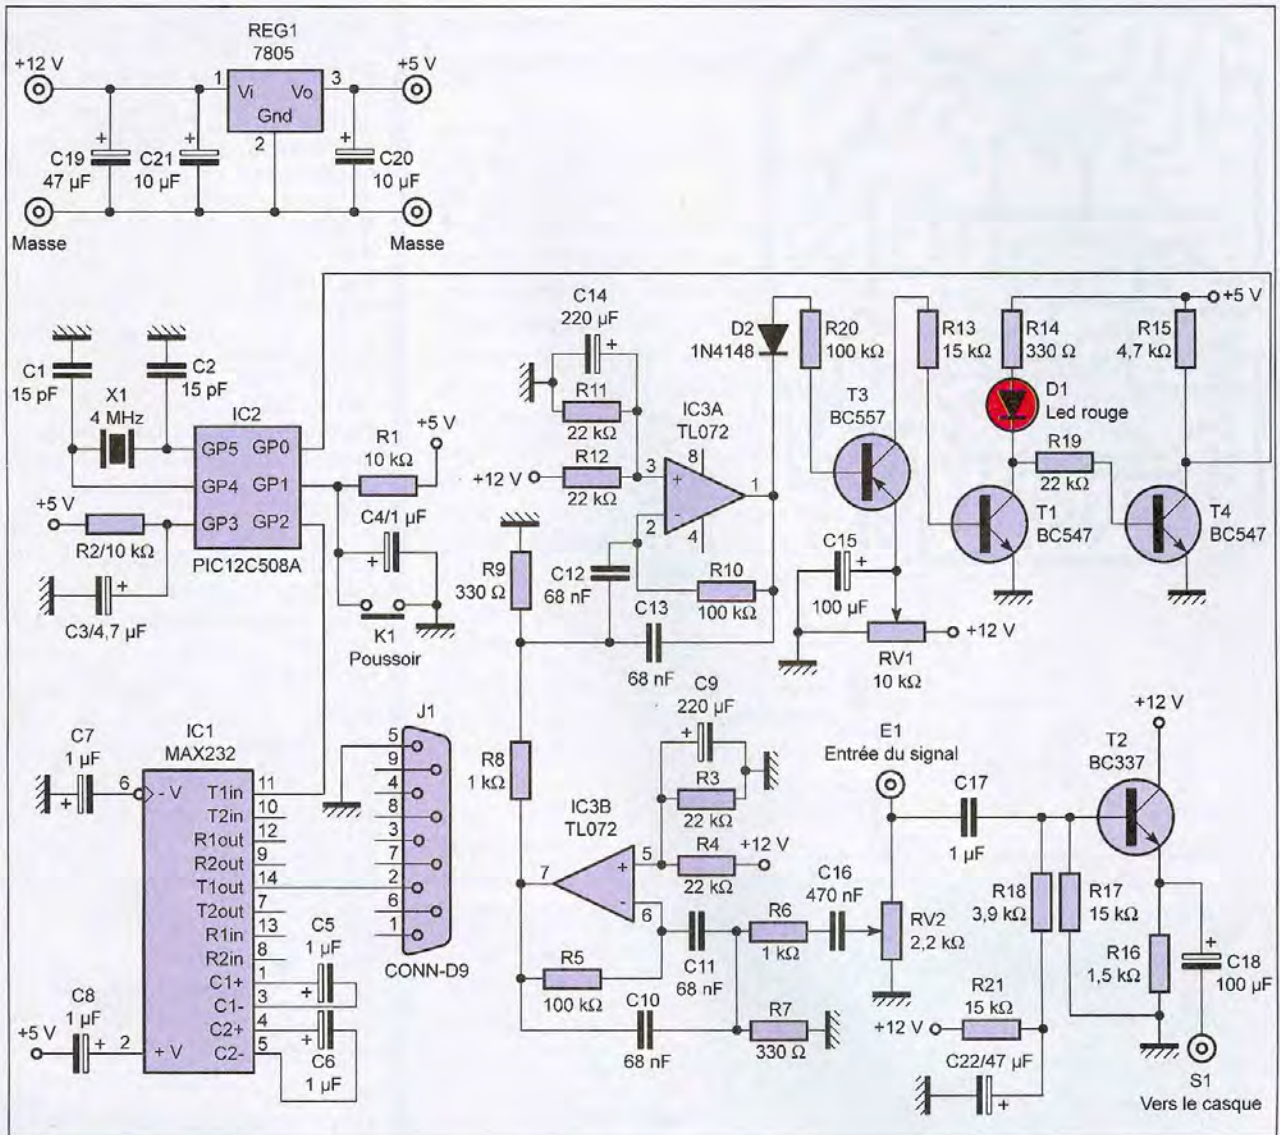 REG1
7805
+12 V
+5 V
1
3
Vi
Vo
Gnd
2
+
C19
47 µF
+
C21
10 µF
+
C20
10 µF
Masse
Masse
C1
15 pF
C2
15 pF
X1
4 MHz
IC2
GP5
GP0
GP4
GP1
GP3
GP2
PIC12C508A
+5 V
R2/10 kΩ
+
C3/4,7 µF
R1
10 kΩ
+5 V
C4/1 µF
+
K1
Poussoir
C14
220 µF
+
R11
22 kΩ
R12
22 kΩ
+12 V
IC3A
TL072
3
8
+
2
-
4
1
R9
330 Ω
C12
68 nF
R10
100 kΩ
C13
68 nF
D2
1N4148
R20
100 kΩ
T3
BC557
R13
15 kΩ
R14
330 Ω
R15
4,7 kΩ
+5 V
D1
Led rouge
R19
22 kΩ
T1
BC547
T4
BC547
C15
+
100 µF
RV1
10 kΩ
+12 V
IC1
MAX232
C7
1 µF
+
6
- V
T1in
11
T2in
10
R1out
12
R2out
9
T1out
14
T2out
7
R1in
13
R2in
8
C1+
1
C1-
3
C2+
4
C2-
5
C5
1 µF
+
+
C6
1 µF
C8
1 µF
+5 V
+
2
+ V
J1
5
9
4
8
3
7
2
6
1
CONN-D9
R8
1 kΩ
C9
220 µF
+
R3
22 kΩ
R4
22 kΩ
+12 V
IC3B
TL072
7
5
+
-
6
R5
100 kΩ
C11
68 nF
C10
68 nF
R6
1 kΩ
C16
470 nF
R7
330 Ω
E1
Entrée du signal
RV2
2,2 kΩ
C17
1 µF
+12 V
T2
BC337
R18
3,9 kΩ
R17
15 kΩ
R16
1,5 kΩ
+
C18
100 µF
R21
15 kΩ
+12 V
C22/47 µF
+
S1
Vers le casque